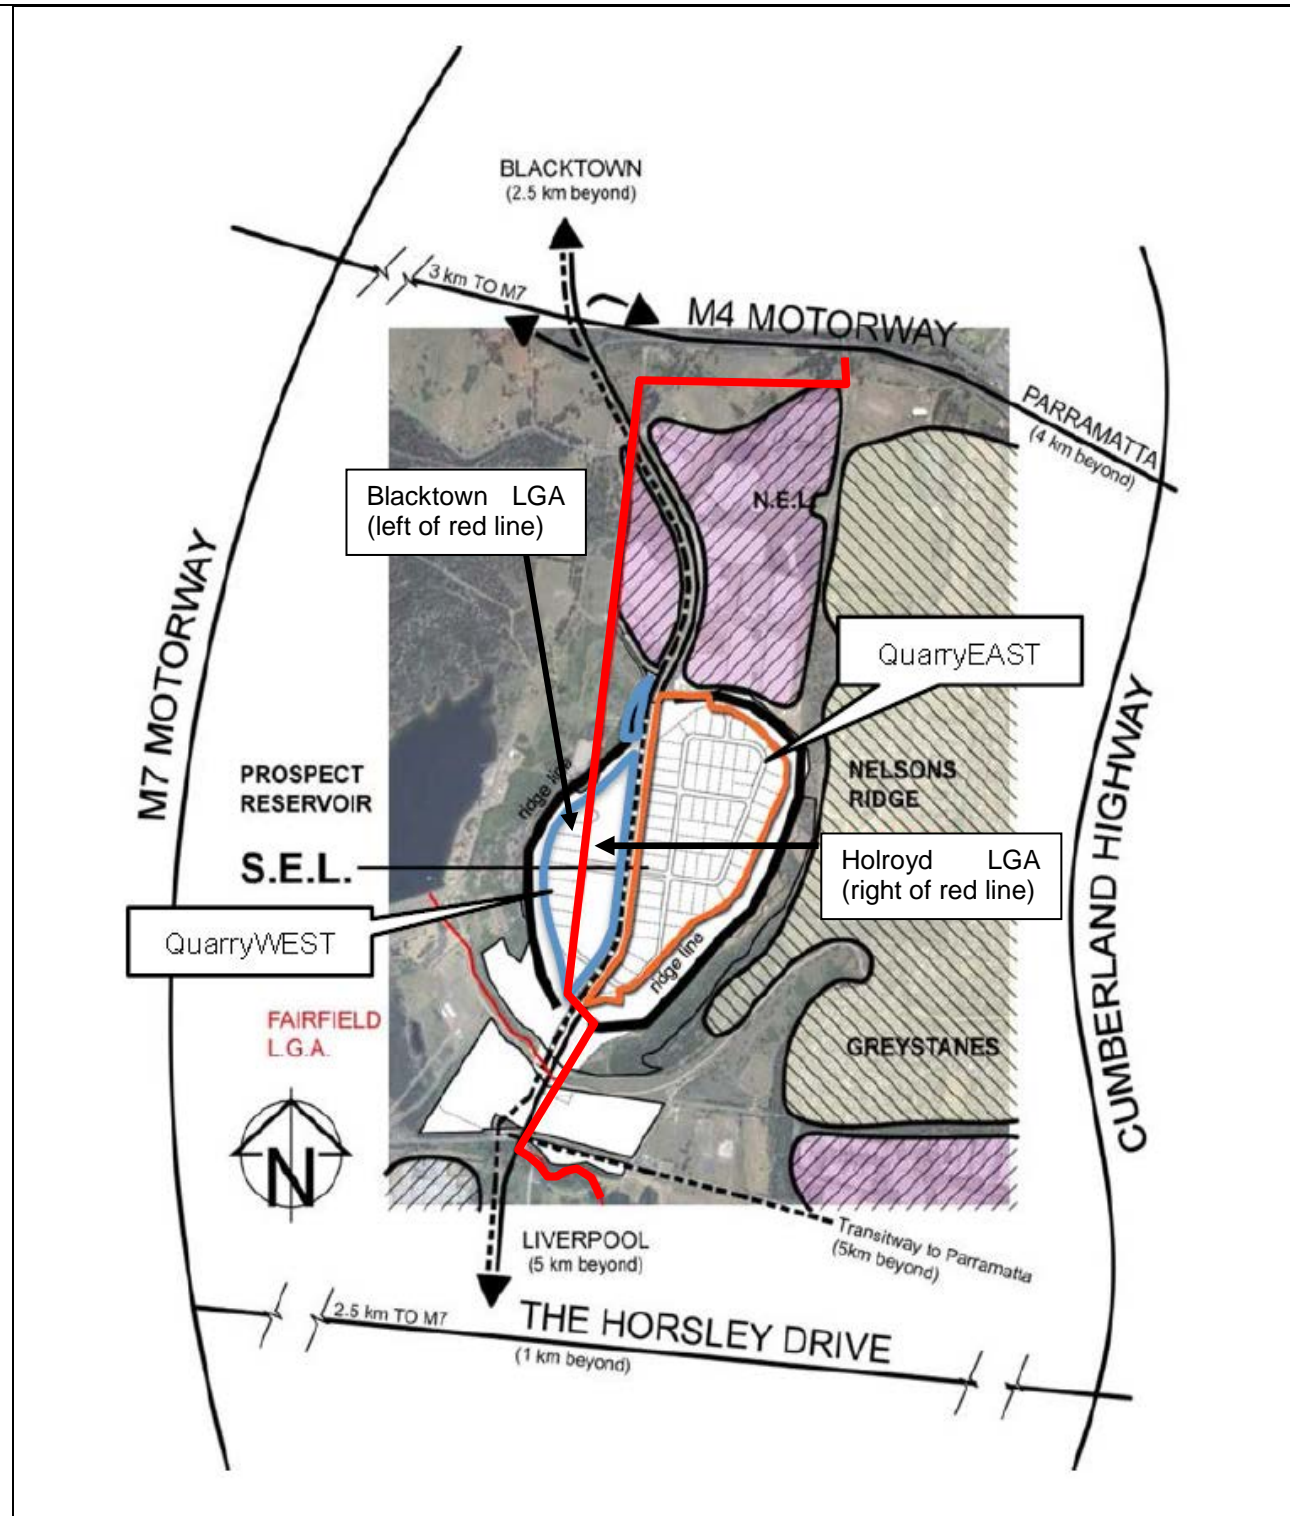 BLACKTOWN
(2.5 km beyond)
3 km TO M7
M4 MOTORWAY
PARRAMATTA
(4 km beyond)
Blacktown LGA
(left of red line)
N.E.L.
M7 MOTORWAY
QuarryEAST
PROSPECT
RESERVOIR
ridge line
NELSONS
RIDGE
S.E.L.
Holroyd LGA
(right of red line)
CUMBERLAND HIGHWAY
QuarryWEST
ridge line
FAIRFIELD
L.G.A.
GREYSTANES
N
LIVERPOOL
(5 km beyond)
Transitway to Parramatta
(5km beyond)
2.5 km TO M7
THE HORSLEY DRIVE
(1 km beyond)